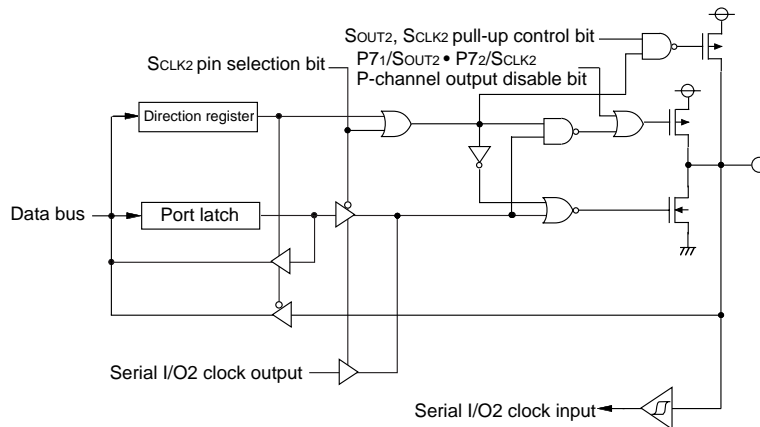 SOUT2, SCLK2 pull-up control bit
P71/SOUT2 • P72/SCLK2
P-channel output disable bit
SCLK2 pin selection bit
Direction register
Data bus
Port latch
Serial I/O2 clock output
Serial I/O2 clock input